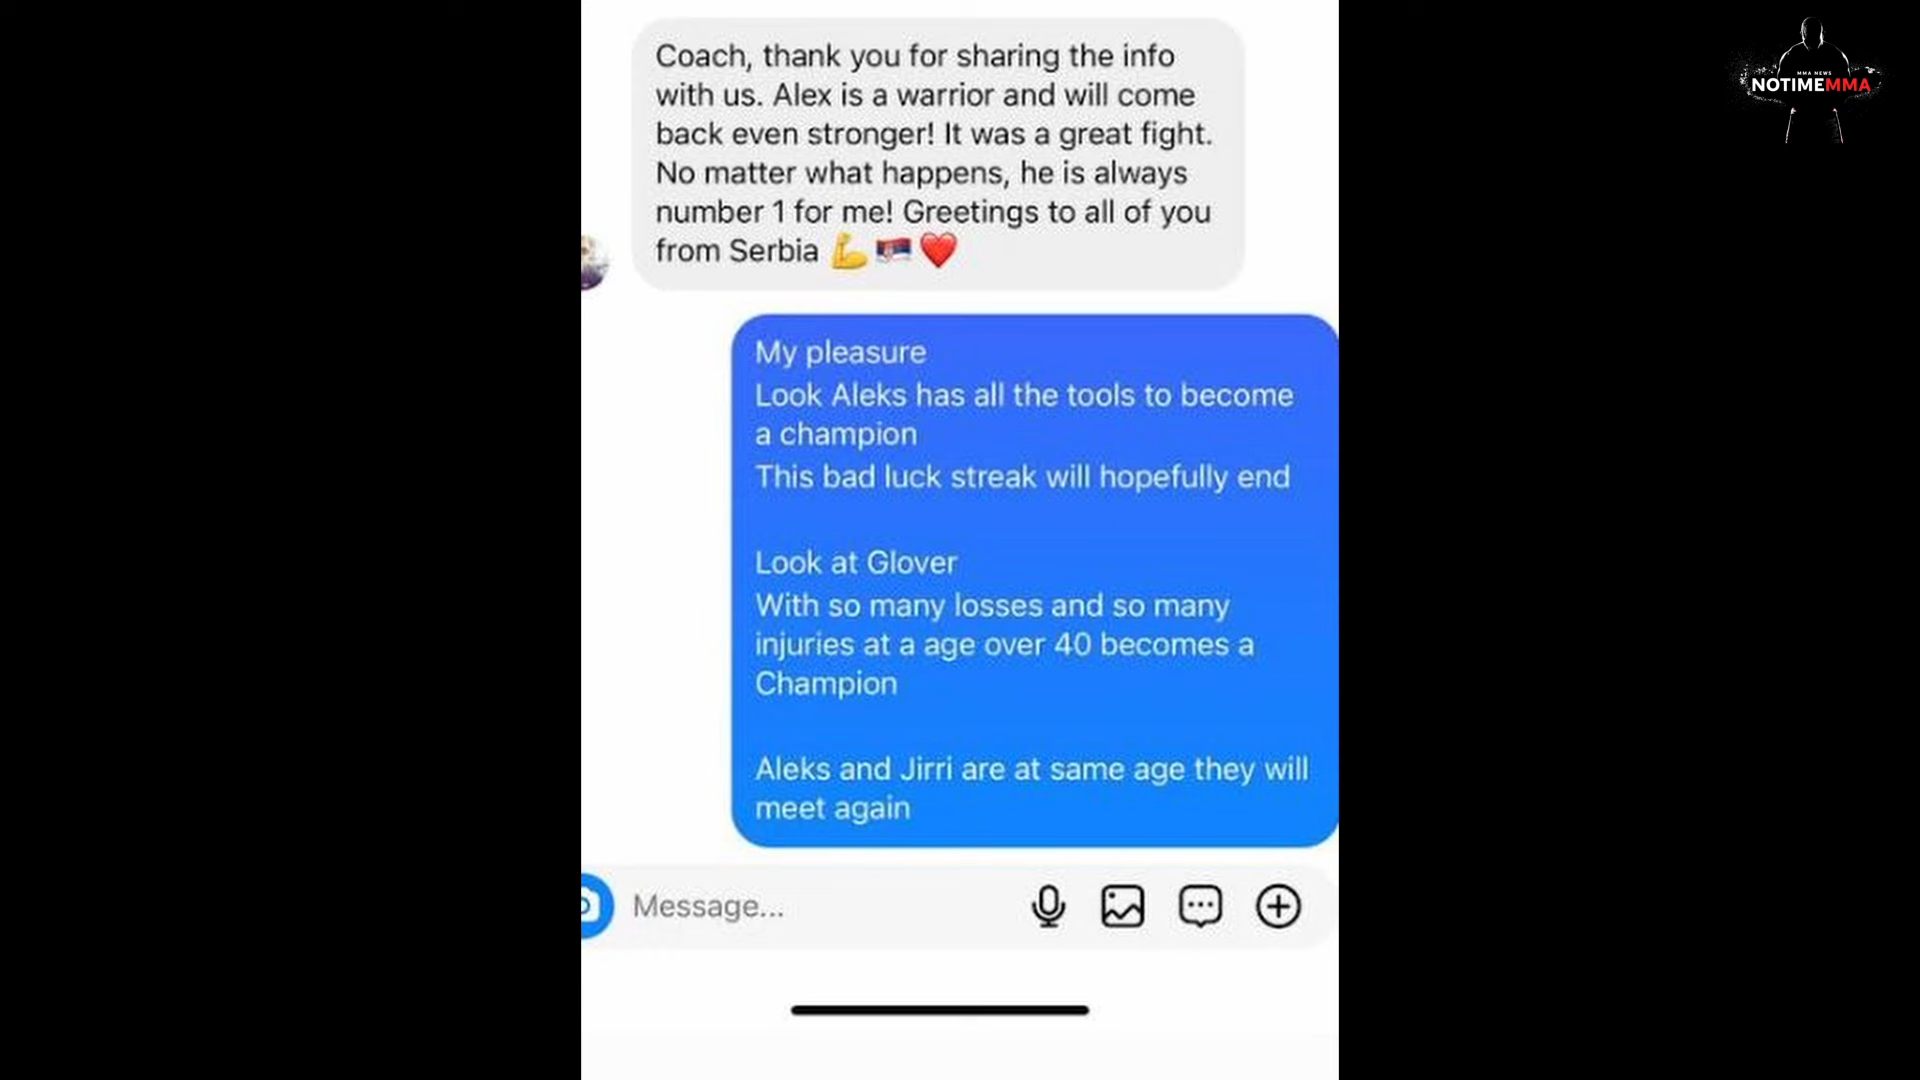 Coach, thank you for sharing the info
with us. Alex is a warrior and will come
back even stronger! It was a great fight.
No matter what happens, he is always
number 1 for me! Greetings to all of you
from Serbia 💪🇷🇸❤️
My pleasure
Look Aleks has all the tools to become
a champion
This bad luck streak will hopefully end
Look at Glover
With so many losses and so many
injuries at a age over 40 becomes a
Champion
Aleks and Jirri are at same age they will
meet again
Message...
MMA NEWS
NOTIMEMMA